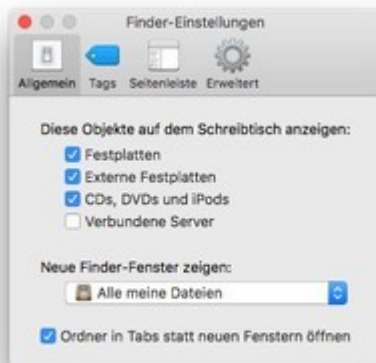 Finder-Einstellungen
Allgemein Tags Seitenleiste Erweitert
Diese Objekte auf dem Schreibtisch anzeigen:
Festplatten
Externe Festplatten
CDs, DVDs und iPods
Verbundene Server
Neue Finder-Fenster zeigen:
Alle meine Dateien
Ordner in Tabs statt neuen Fenstern öffnen